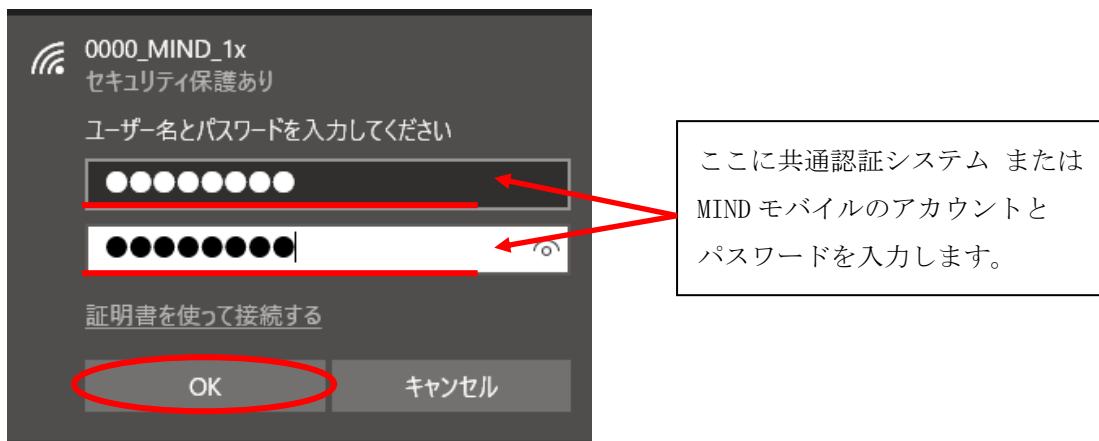 0000_MIND_1x
セキュリティ保護あり
ユーザー名とパスワードを入力してください
●●●●●●●●
●●●●●●●●
証明書を使って接続する
OK
キャンセル
ここに共通認証システム または
MIND モバイルのアカウントと
パスワードを入力します。